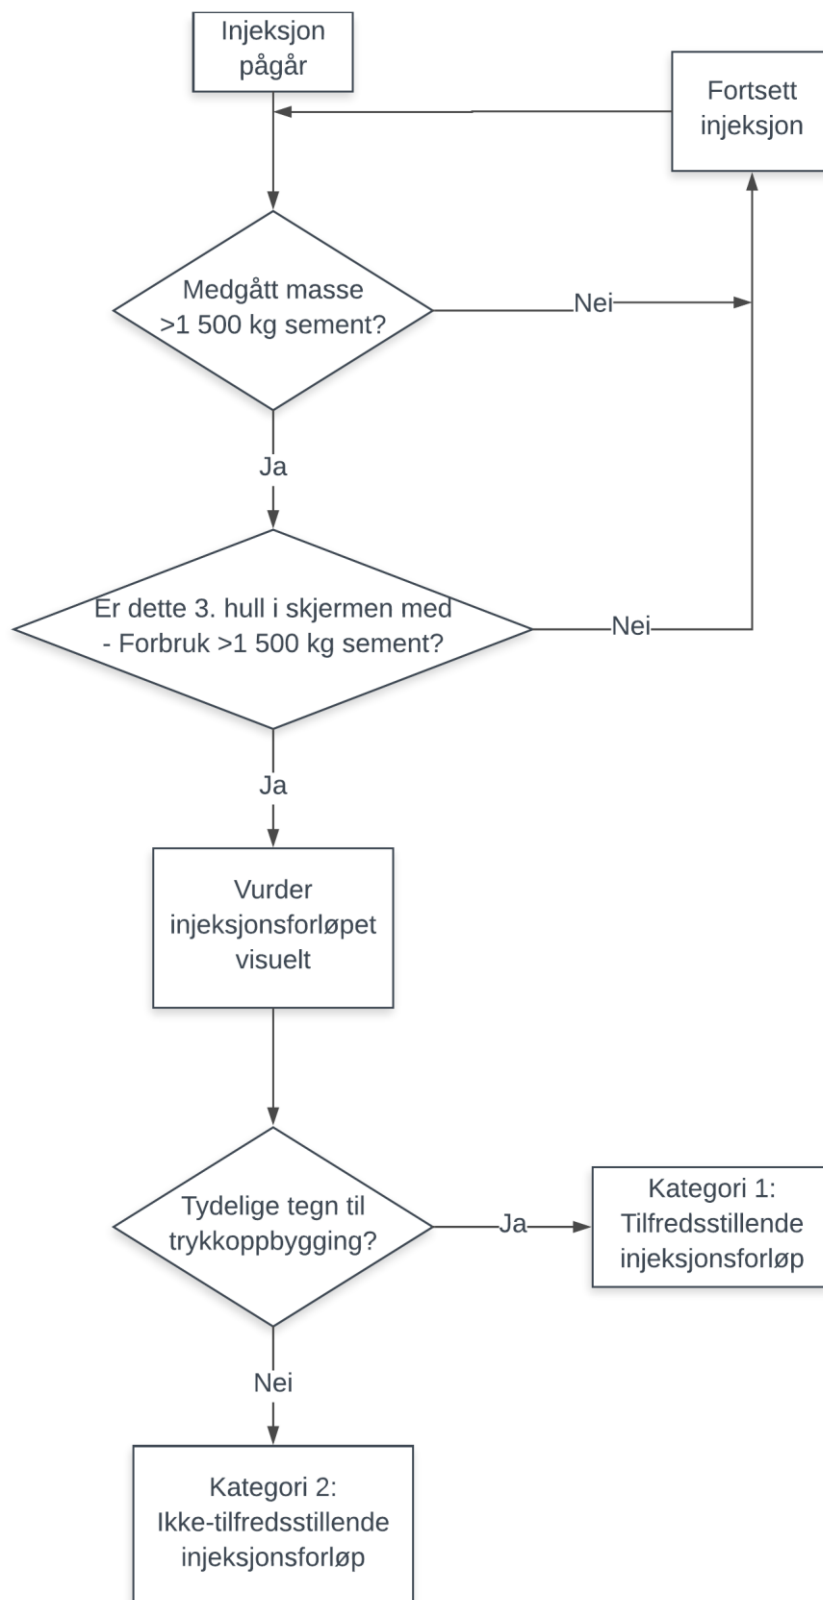 Injeksjon
pågår
Fortsett
injeksjon
Medgått masse
>1 500 kg sement?
Nei
Ja
Er dette 3. hull i skjermen med
- Forbruk >1 500 kg sement?
Nei
Ja
Vurder
injeksjonsforløpet
visuelt
Tydelige tegn til
trykkoppbygging?
Ja
Kategori 1:
Tilfredsstillende
injeksjonsforløp
Nei
Kategori 2:
Ikke-tilfredsstillende
injeksjonsforløp